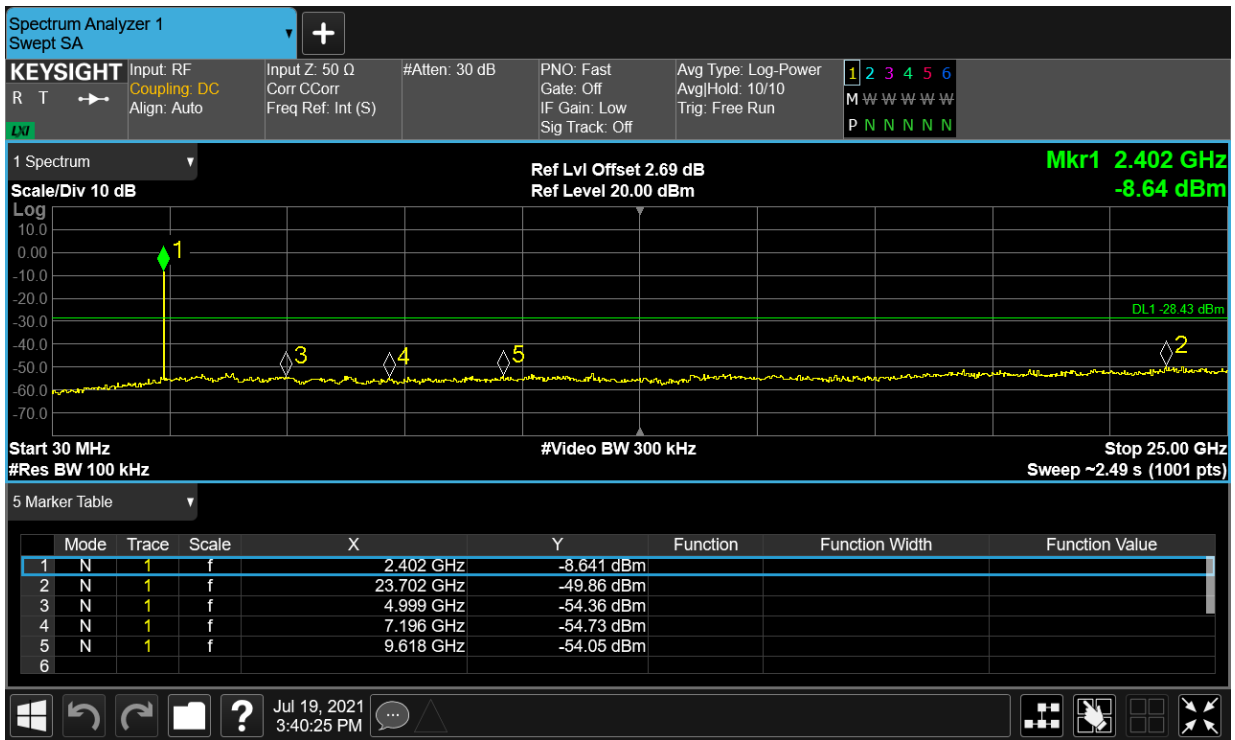 Spectrum Analyzer 1
Swept SA
+
KEYSIGHT
R T
LXI
Input: RF
Coupling: DC
Align: Auto
Input Z: 50 Ω
Corr CCorr
Freq Ref: Int (S)
#Atten: 30 dB
PNO: Fast
Gate: Off
IF Gain: Low
Sig Track: Off
Avg Type: Log-Power
Avg|Hold: 10/10
Trig: Free Run
1 2 3 4 5 6
M W W W W W
P N N N N N
1 Spectrum
Scale/Div 10 dB
Ref Lvl Offset 2.69 dB
Ref Level 20.00 dBm
Mkr1 2.402 GHz
-8.64 dBm
Log
10.0
0.00
-10.0
-20.0
-30.0
-40.0
-50.0
-60.0
-70.0
1
DL1 -28.43 dBm
3
4
5
2
Start 30 MHz
#Res BW 100 kHz
#Video BW 300 kHz
Stop 25.00 GHz
Sweep ~2.49 s (1001 pts)
5 Marker Table
Mode Trace Scale X Y Function Function Width Function Value
1 N 1 f 2.402 GHz -8.641 dBm
2 N 1 f 23.702 GHz -49.86 dBm
3 N 1 f 4.999 GHz -54.36 dBm
4 N 1 f 7.196 GHz -54.73 dBm
5 N 1 f 9.618 GHz -54.05 dBm
6
?
Jul 19, 2021
3:40:25 PM